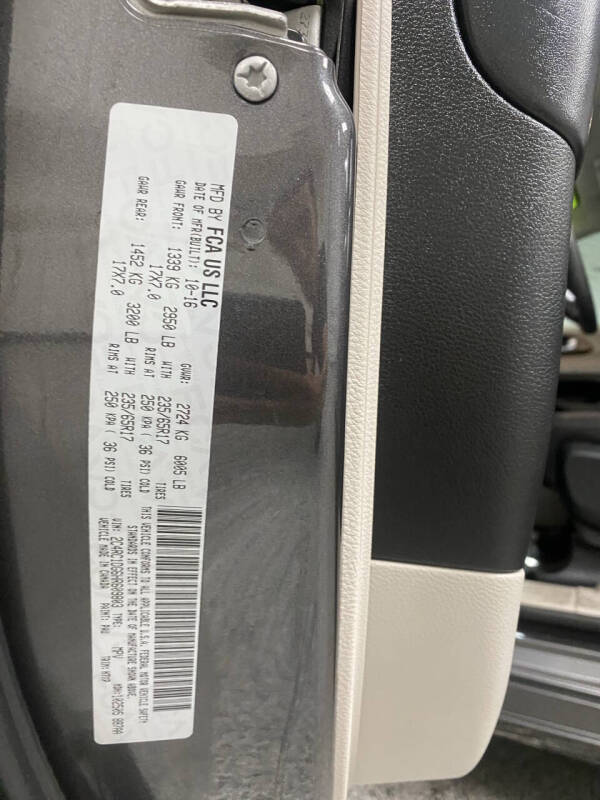 MFD BY FCA US LLC
DATE OF MFR(BUILT): 10-16 GVWR: 2724 KG 6005 LB
GAWR FRONT: 1339 KG 2950 LB WITH 235/65R17 TIRES
17X7.0 RIMS AT 250 KPA ( 36 PSI) COLD
GAWR REAR: 1452 KG 3200 LB WITH 235/65R17 TIRES
17X7.0 RIMS AT 250 KPA ( 36 PSI) COLD
THIS VEHICLE CONFORMS TO ALL APPLICABLE U.S.A. FEDERAL MOTOR VEHICLE SAFETY
STANDARDS IN EFFECT ON THE DATE OF MANUFACTURE SHOWN ABOVE.
VIN: TYPE: MPV MDH:102505
VEHICLE MADE IN CANADA PAINT: PAU TRIM: